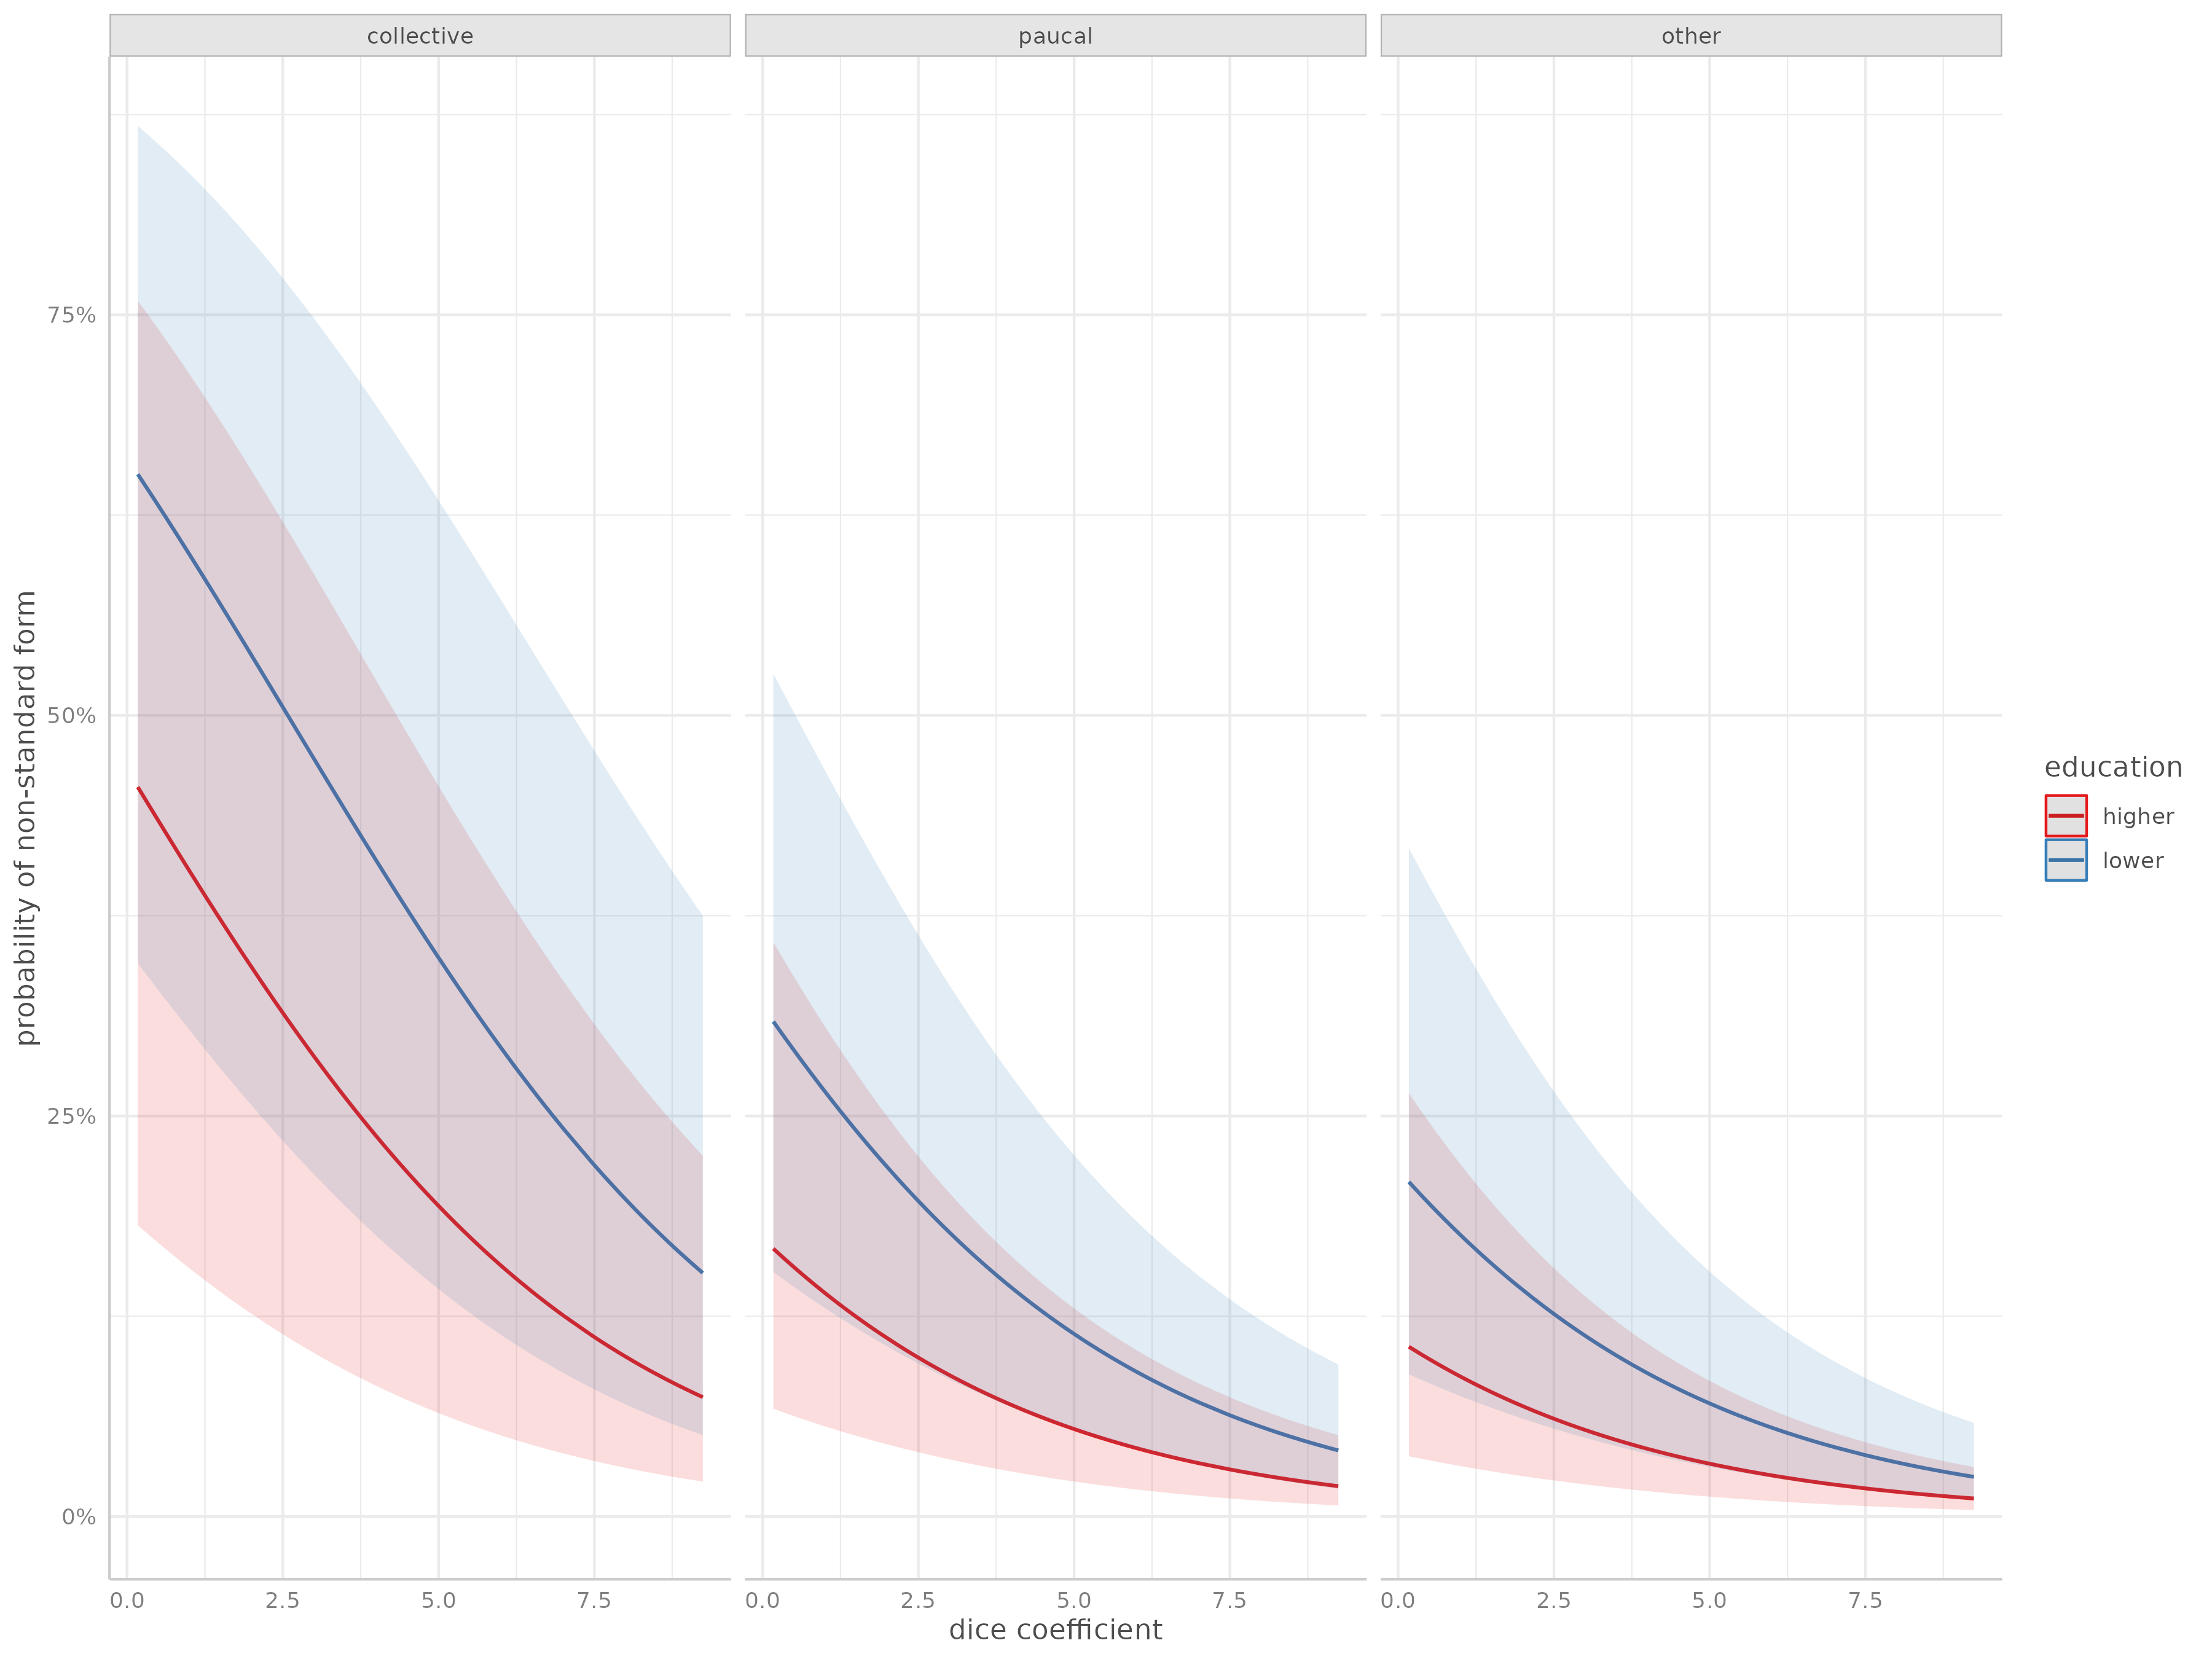 collective
paucal
other
probability of non-standard form
75%
50%
25%
0%
0.0 2.5 5.0 7.5
0.0 2.5 5.0 7.5
0.0 2.5 5.0 7.5
dice coefficient
education
higher
lower